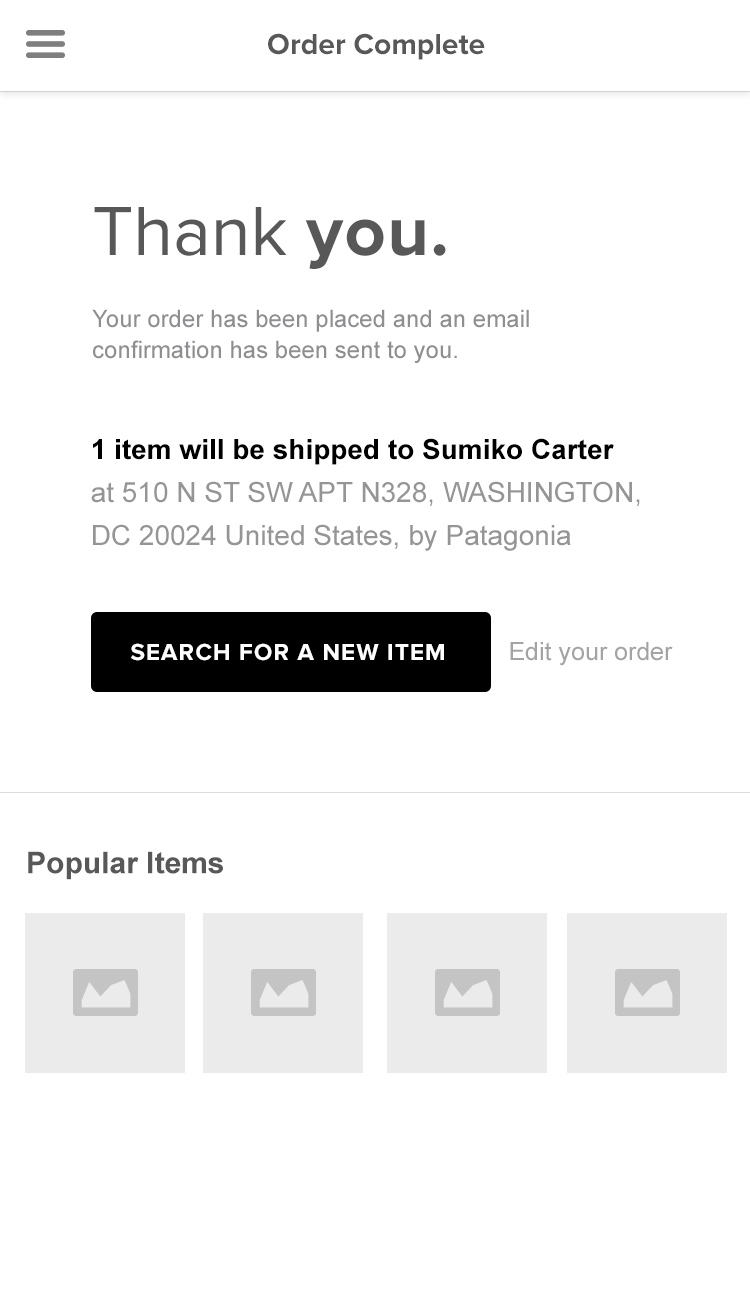 Order Complete
Thank you.
Your order has been placed and an email
confirmation has been sent to you.
1 item will be shipped to Sumiko Carter
at 510 N ST SW APT N328, WASHINGTON,
DC 20024 United States, by Patagonia
SEARCH FOR A NEW ITEM
Edit your order
Popular Items